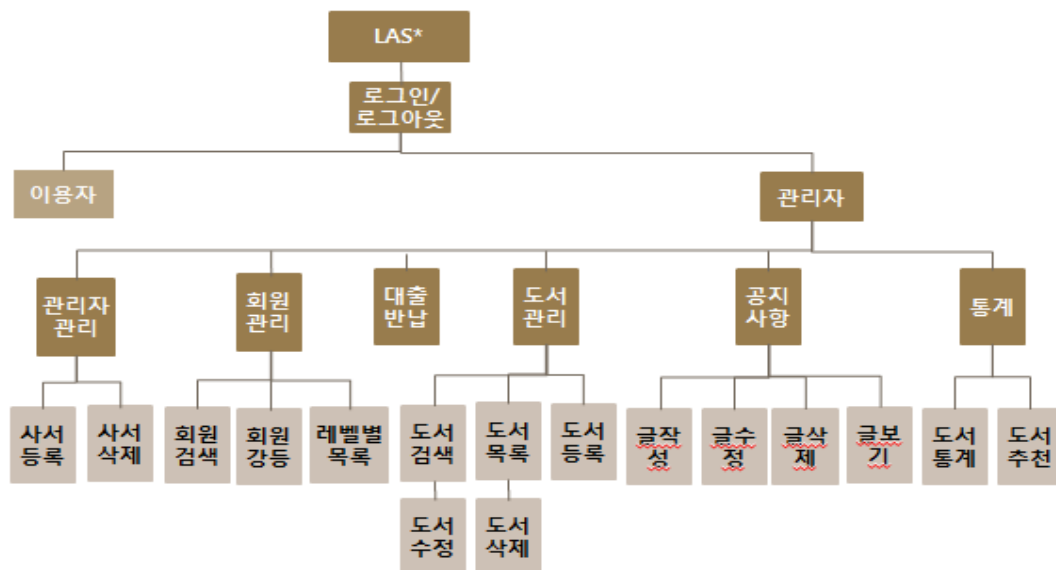 LAS*
로그인/
로그아웃
이용자
관리자
관리자
관리
회원
관리
대출
반납
도서
관리
공지
사항
통계
사서
등록
사서
삭제
회원
검색
회원
강등
레벨별
목록
도서
검색
도서
목록
도서
등록
글작
성
글수
정
글삭
제
글보
기
도서
통계
도서
추천
도서
수정
도서
삭제